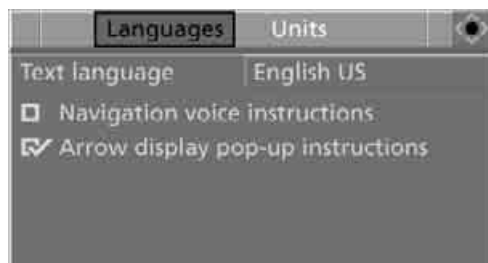 Languages Units
Text language English US
Navigation voice instructions
Arrow display pop-up instructions